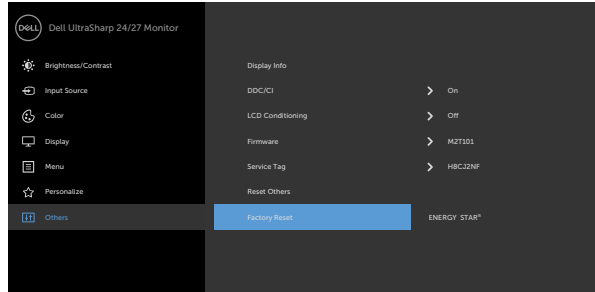 DELL Dell UltraSharp 24/27 Monitor
Brightness/Contrast Display Info
Input Source DDC/CI On
Color LCD Conditioning Off
Display Firmware M2T101
Menu Service Tag H8CJ2NF
Personalize Reset Others
Others Factory Reset ENERGY STAR®